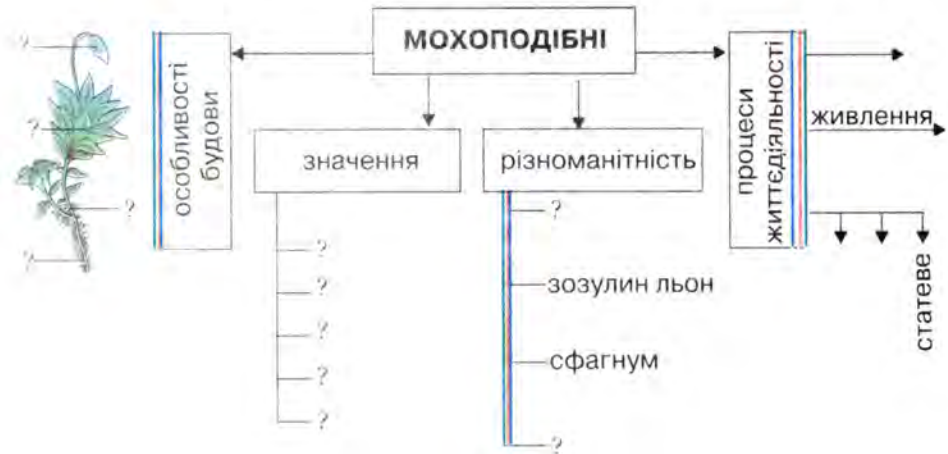 МОХОПОДІБНІ
?
?
?
?
особливості
будови
значення
?
?
?
?
?
різноманітність
?
зозулин льон
сфагнум
?
процеси
життєдіяльності
живлення
статеве